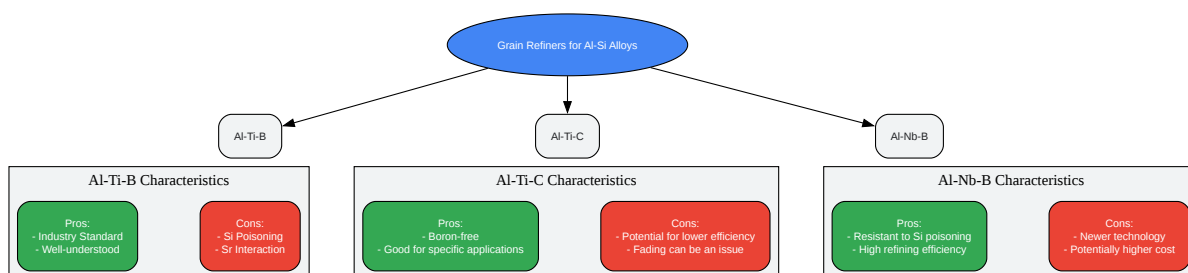 Grain Refiners for Al-Si Alloys
Al-Ti-B
Al-Ti-C
Al-Nb-B
Al-Ti-B Characteristics
Pros:
- Industry Standard
- Well-understood
Cons:
- Si Poisoning
- Sr Interaction
Al-Ti-C Characteristics
Pros:
- Boron-free
- Good for specific applications
Cons:
- Potential for lower efficiency
- Fading can be an issue
Al-Nb-B Characteristics
Pros:
- Resistant to Si poisoning
- High refining efficiency
Cons:
- Newer technology
- Potentially higher cost